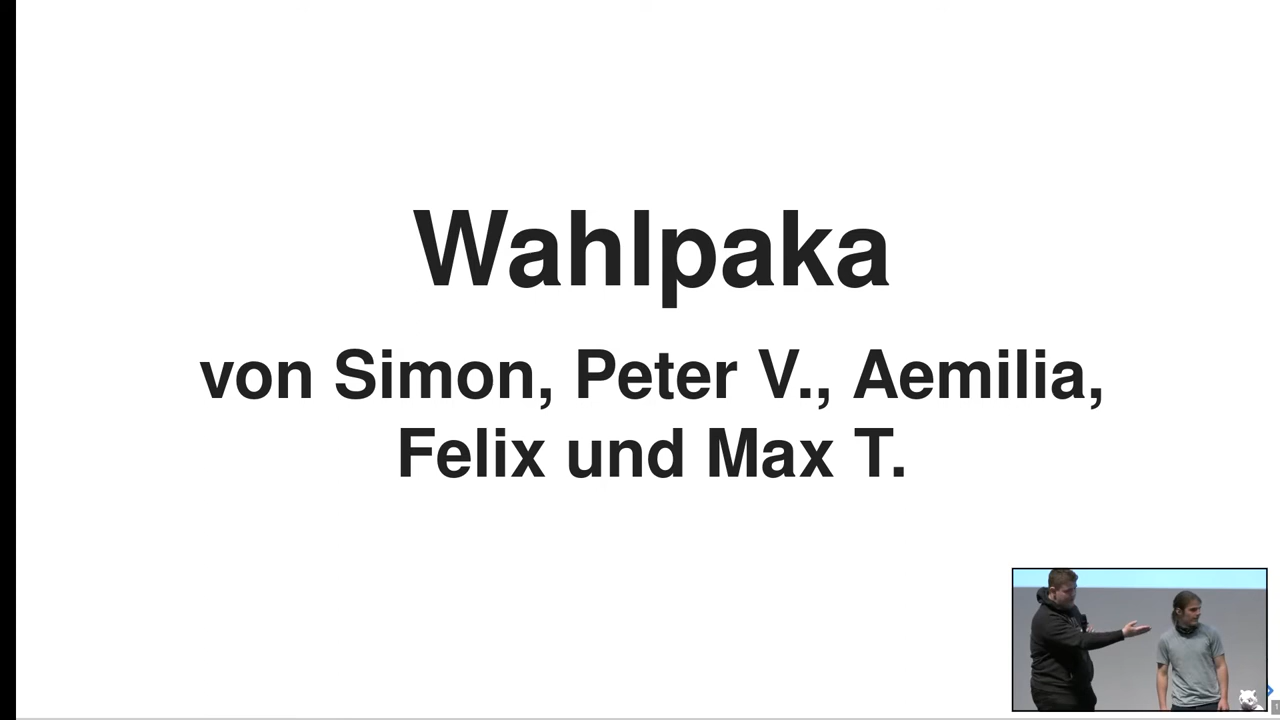 Wahlpaka
von Simon, Peter V., Aemilia,
Felix und Max T.